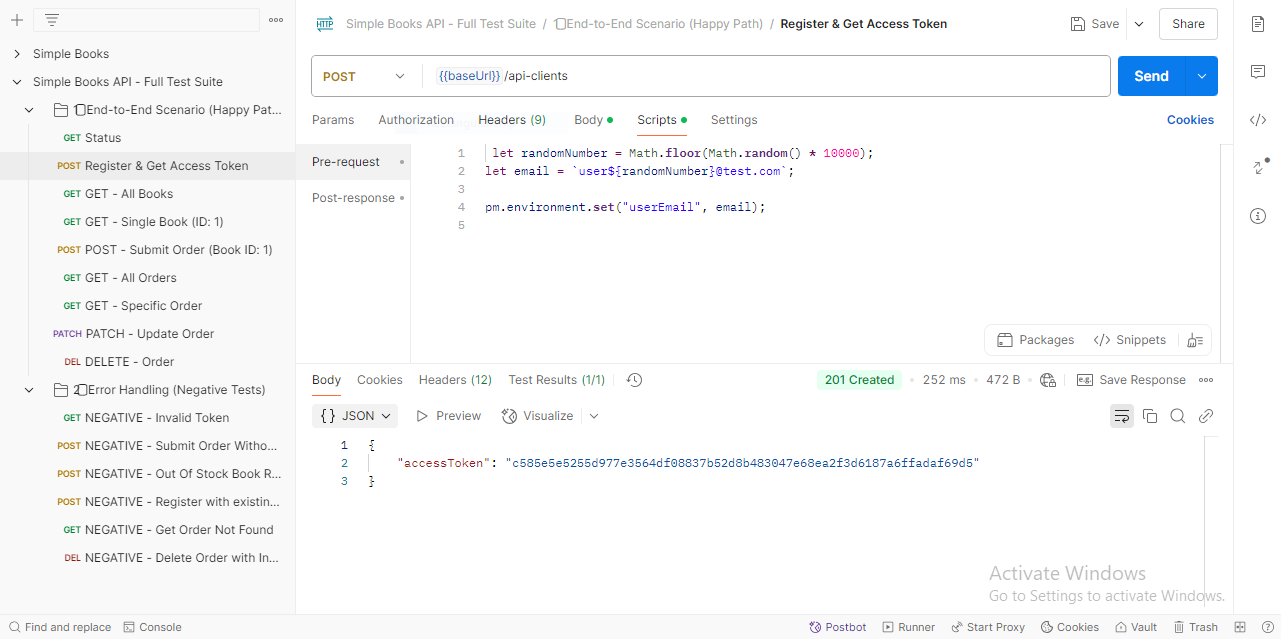 Simple Books API - Full Test Suite / 1End-to-End Scenario (Happy Path) / Register & Get Access Token
Save
Share
Simple Books
Simple Books API - Full Test Suite
1End-to-End Scenario (Happy Pat...
GET Status
POST Register & Get Access Token
GET GET - All Books
GET GET - Single Book (ID: 1)
POST POST - Submit Order (Book ID: 1)
GET GET - All Orders
GET GET - Specific Order
PATCH PATCH - Update Order
DEL DELETE - Order
2Error Handling (Negative Tests)
GET NEGATIVE - Invalid Token
POST NEGATIVE - Submit Order Witho...
POST NEGATIVE - Out Of Stock Book R...
POST NEGATIVE - Register with existin...
GET NEGATIVE - Get Order Not Found
DEL NEGATIVE - Delete Order with In...
HTTP
POST {{baseUrl}}/api-clients
Send
Params Authorization Headers (9) Body Scripts Settings Cookies
Pre-request
Post-response
1 let randomNumber = Math.floor(Math.random() * 10000);
2 let email = `user${randomNumber}@test.com`;
3
4 pm.environment.set("userEmail", email);
5
Packages </> Snippets
Body Cookies Headers (12) Test Results (1/1) 201 Created 252 ms 472 B e.g. Save Response
{} JSON Preview Visualize
1 {
2 "accessToken": "c585e5e5255d977e3564df08837b52d8b483047e68ea2f3d6187a6ffadaf69d5"
3 }
Activate Windows
Go to Settings to activate Windows.
Find and replace Console Postbot Runner Start Proxy Cookies Vault Trash